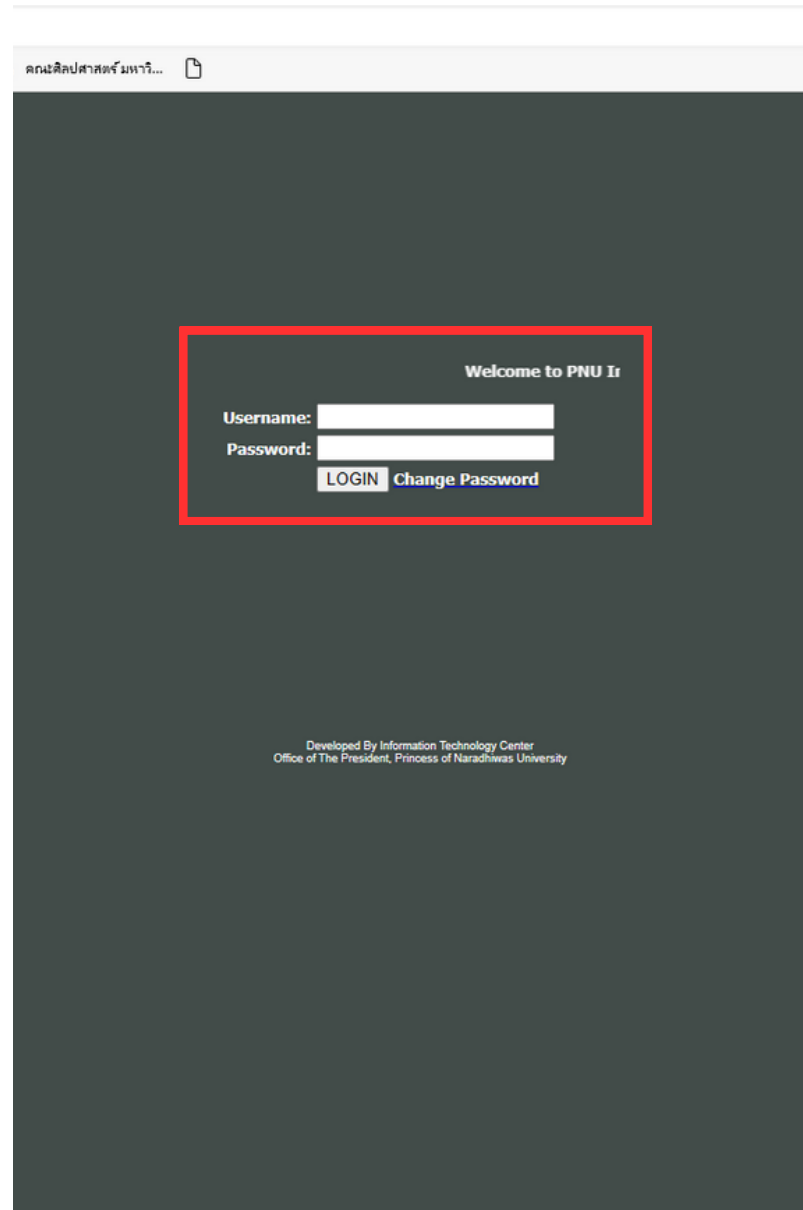 คณะศิลปศาสตร์ มหาวิ...
Welcome to PNU
Username:
Password:
LOGIN Change Password
Developed By Information Technology Center
Office of The President, Princess of Naradhiwas University